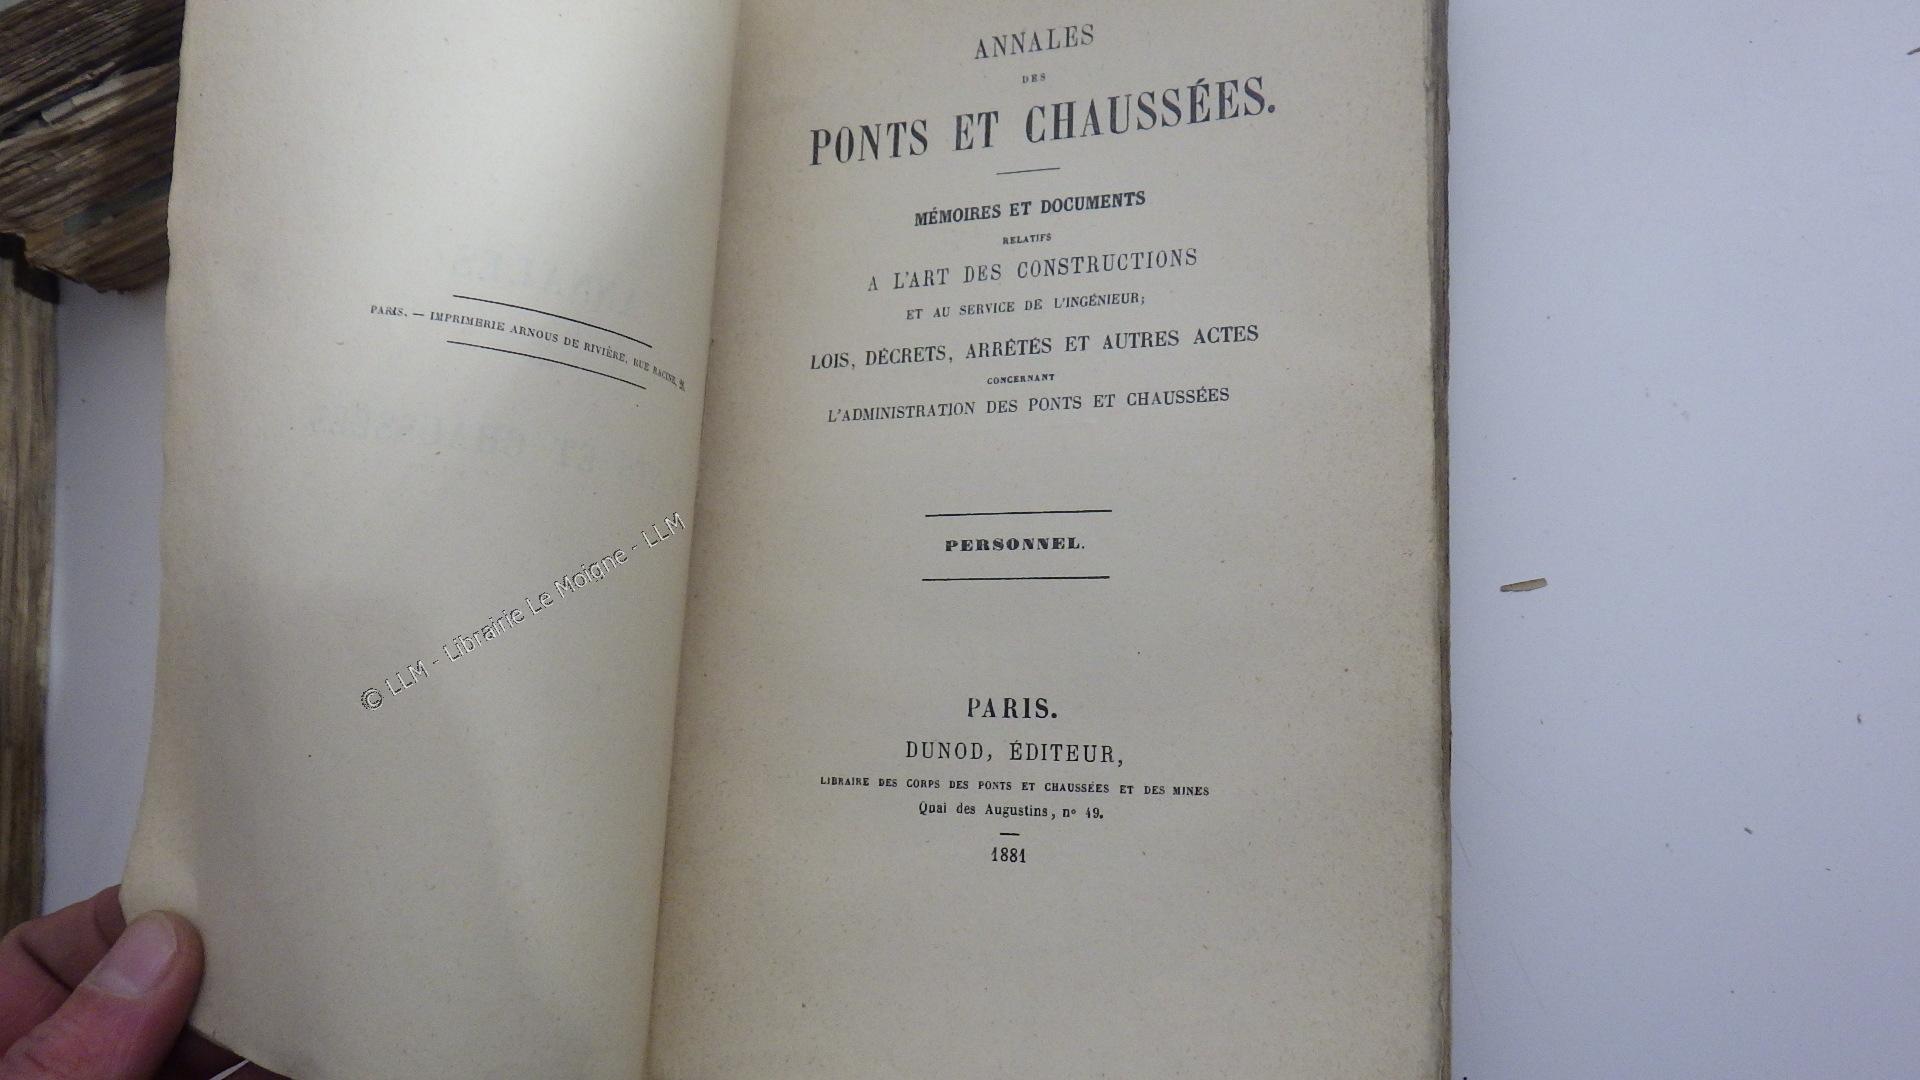 PARIS. — IMPRIMERIE ARNOUS DE RIVIÈRE, RUE RACINE, 26.
© LLM - Librairie Le Moigne - LLM
ANNALES
DES
PONTS ET CHAUSSÉES.
MÉMOIRES ET DOCUMENTS
RELATIFS
A L'ART DES CONSTRUCTIONS
ET AU SERVICE DE L'INGÉNIEUR;
LOIS, DÉCRETS, ARRÊTÉS ET AUTRES ACTES
CONCERNANT
L'ADMINISTRATION DES PONTS ET CHAUSSÉES
PERSONNEL.
PARIS.
DUNOD, ÉDITEUR,
LIBRAIRE DES CORPS DES PONTS ET CHAUSSÉES ET DES MINES
Quai des Augustins, n° 49.
1881